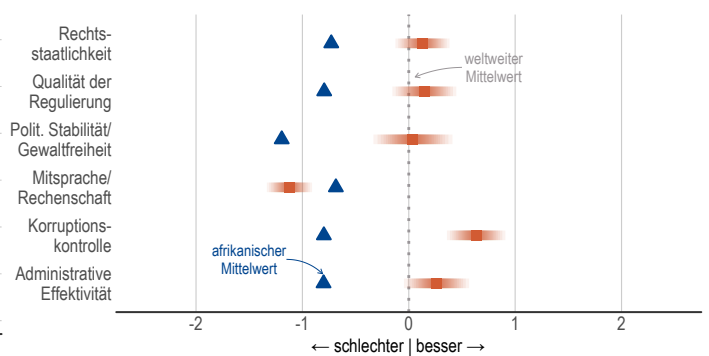 Rechts-
staatlichkeit
weltweiter
Mittelwert
Qualität der
Regulierung
Polit. Stabilität/
Gewaltfreiheit
Mitsprache/
Rechenschaft
Korruptions-
kontrolle
afrikanischer
Mittelwert
Administrative
Effektivität
-2 -1 0 1 2
← schlechter | besser →